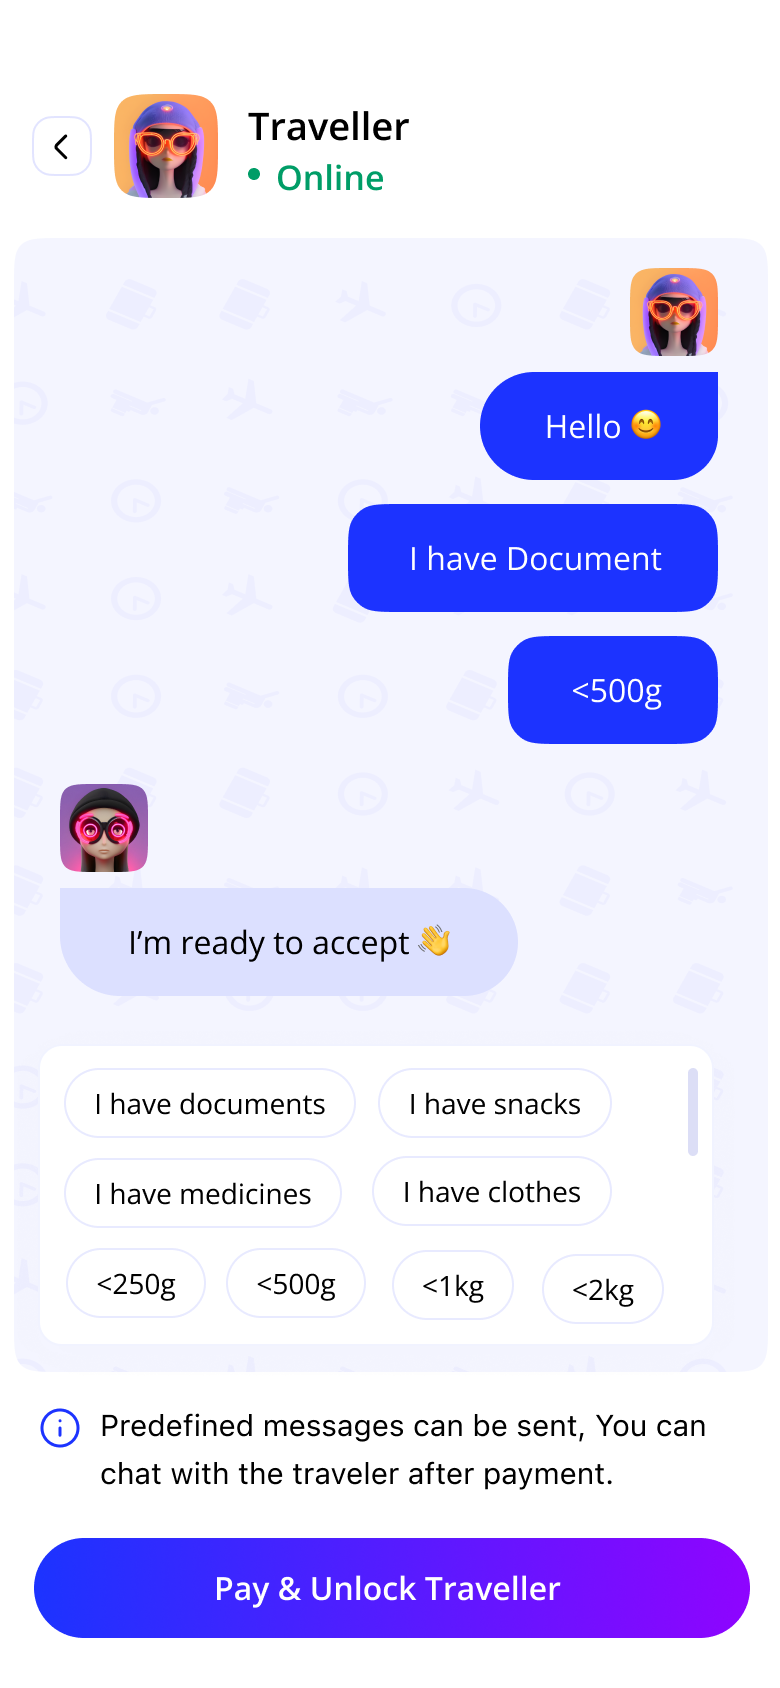 Traveller
Online
Hello 😊
I have Document
<500g
I’m ready to accept 👋
I have documents
I have snacks
I have medicines
I have clothes
<250g
<500g
<1kg
<2kg
Predefined messages can be sent, You can
chat with the traveler after payment.
Pay & Unlock Traveller